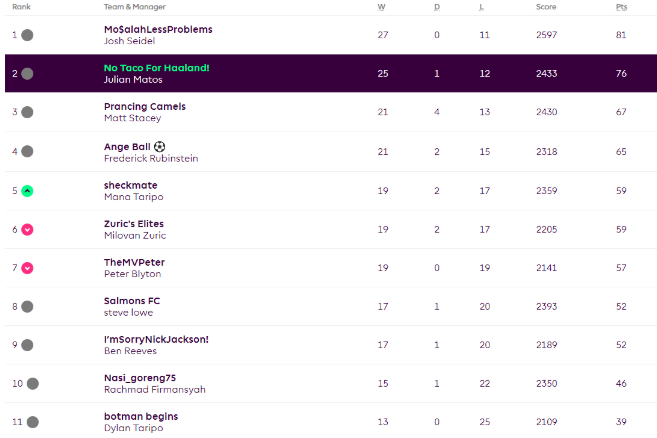 Rank Team & Manager W D L Score Pts
1 Mo$alahLessProblems 27 0 11 2597 81
Josh Seidel
2 No Taco For Haaland! 25 1 12 2433 76
Julian Matos
3 Prancing Camels 21 4 13 2430 67
Matt Stacey
4 Ange Ball ⚽ 21 2 15 2318 65
Frederick Rubinstein
5 sheckmate 19 2 17 2359 59
Mana Taripo
6 Zuric's Elites 19 2 17 2205 59
Milovan Zuric
7 TheMVPeter 19 0 19 2141 57
Peter Blyton
8 Salmons FC 17 1 20 2393 52
steve lowe
9 I'mSorryNickJackson! 17 1 20 2189 52
Ben Reeves
10 Nasi_goreng75 15 1 22 2350 46
Rachmad Firmansyah
11 botman begins 13 0 25 2109 39
Dylan Taripo